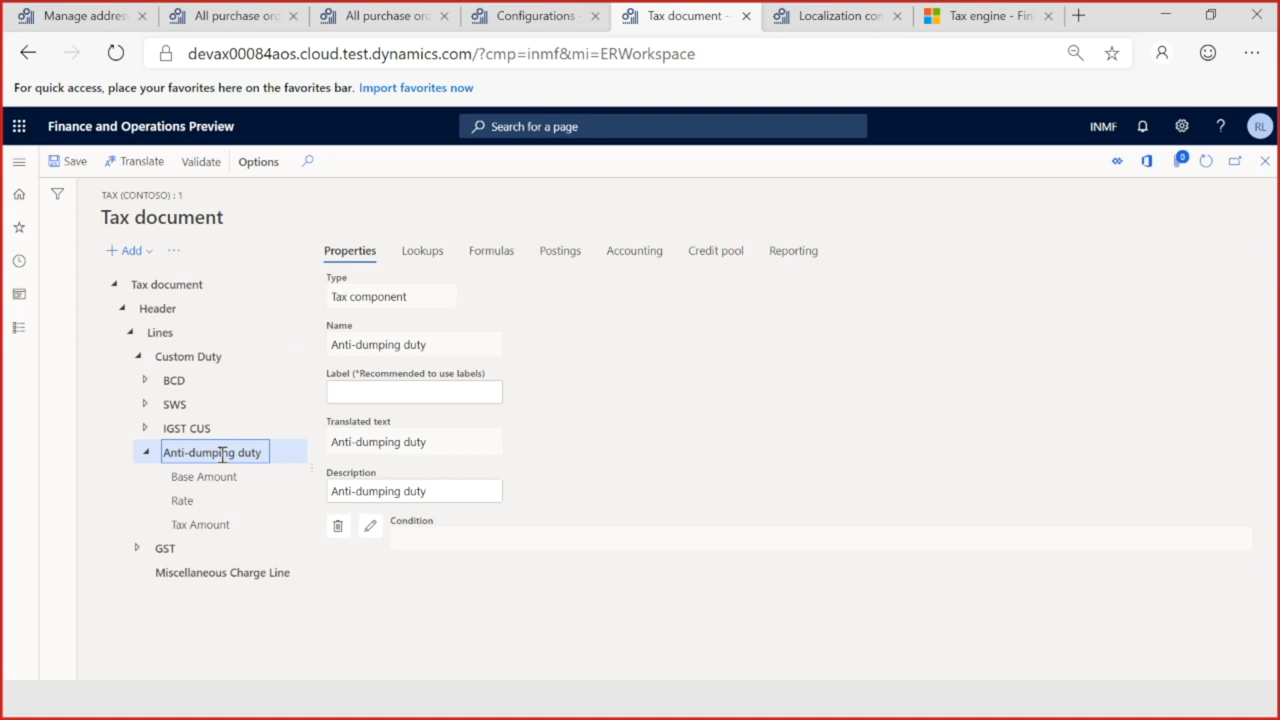 Manage addres
All purchase ord
All purchase ord
Configurations -
Tax document --
Localization con
Tax engine - Fin
devax00084aos.cloud.test.dynamics.com/?cmp=inmf&mi=ERWorkspace
For quick access, place your favorites here on the favorites bar. Import favorites now
Finance and Operations Preview
Search for a page
INMF
?
RL
Save
Translate
Validate
Options
0
TAX (CONTOSO) : 1
Tax document
+ Add
Properties
Lookups
Formulas
Postings
Accounting
Credit pool
Reporting
Tax document
Header
Lines
Custom Duty
BCD
SWS
IGST CUS
Anti-dumping duty
Base Amount
Rate
Tax Amount
GST
Miscellaneous Charge Line
Type
Tax component
Name
Anti-dumping duty
Label (*Recommended to use labels)
Translated text
Anti-dumping duty
Description
Anti-dumping duty
Condition